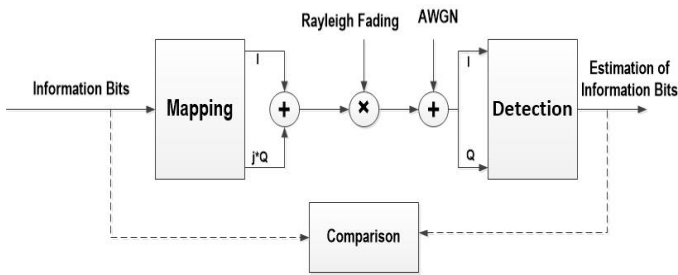 Rayleigh Fading
AWGN
Information Bits
Mapping
I
j*Q
+
×
+
I
Q
Detection
Estimation of
Information Bits
Comparison